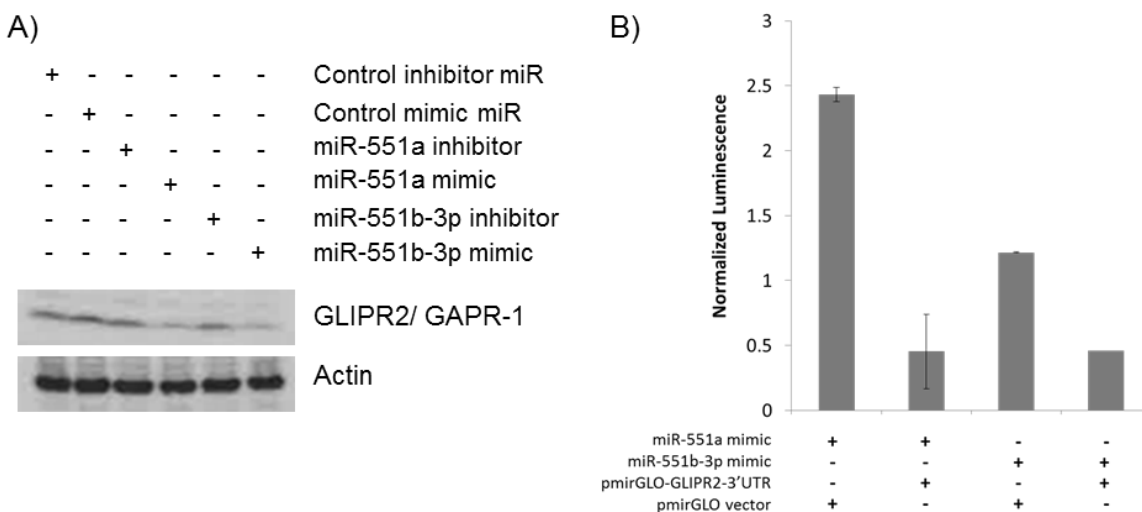 A)
+ - - - - - Control inhibitor miR
- + - - - - Control mimic miR
- - + - - - miR-551a inhibitor
- - - + - - miR-551a mimic
- - - - + - miR-551b-3p inhibitor
- - - - - + miR-551b-3p mimic
GLIPR2/ GAPR-1
Actin
B)
Normalized Luminescence
3
2.5
2
1.5
1
0.5
0
miR-551a mimic + + - -
miR-551b-3p mimic - - + +
pmirGLO-GLIPR2-3'UTR - + - +
pmirGLO vector + - + -